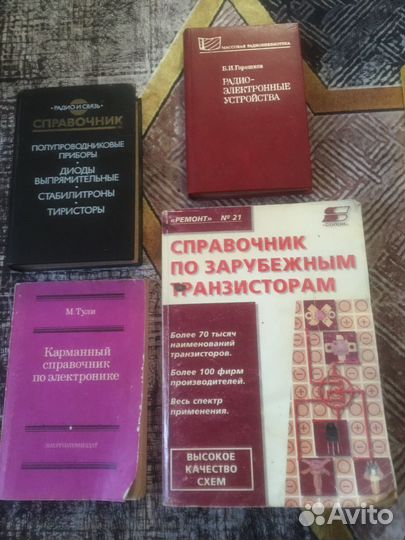 МАССОВАЯ РАДИОБИБЛИОТЕКА
Б.И.Горошков
РАДИО-
ЭЛЕКТРОННЫЕ
УСТРОЙСТВА
• РАДИО И СВЯЗЬ •
СПРАВОЧНИК
ПОЛУПРОВОДНИКОВЫЕ
ПРИБОРЫ
ДИОДЫ
ВЫПРЯМИТЕЛЬНЫЕ
СТАБИЛИТРОНЫ
ТИРИСТОРЫ
«РЕМОНТ» № 21
СПРАВОЧНИК
ПО ЗАРУБЕЖНЫМ
ТРАНЗИСТОРАМ
Более 70 тысяч
наименований
транзисторов.
Более 100 фирм
производителей.
Весь спектр
применения.
ВЫСОКОЕ
КАЧЕСТВО
СХЕМ
М. Тули
Карманный
справочник
по электронике
ЭНЕРГОАТОМИЗДАТ
Avito